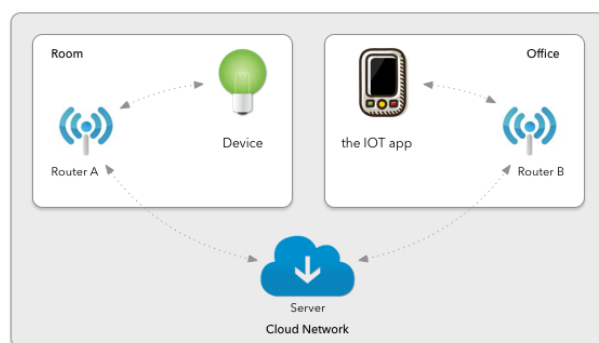 Room
Device
Router A
Office
the IOT app
Router B
Server
Cloud Network